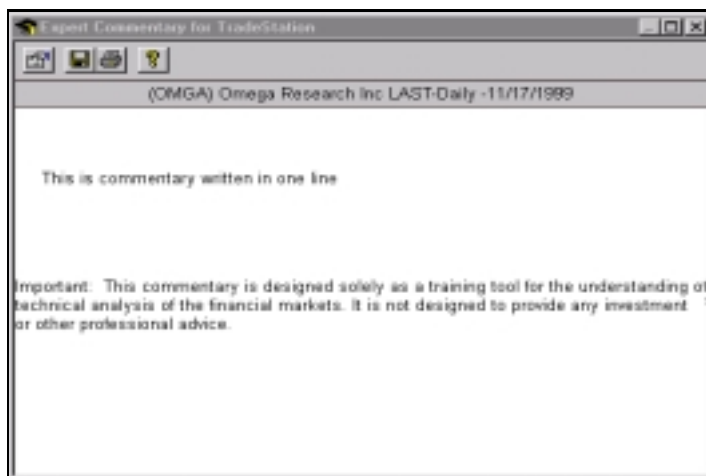 Expert Commentary for TradeStation
(OMGA) Omega Research Inc LAST-Daily -11/17/1999
This is commentary written in one line
Important: This commentary is designed solely as a training tool for the understanding of
technical analysis of the financial markets. It is not designed to provide any investment
or other professional advice.